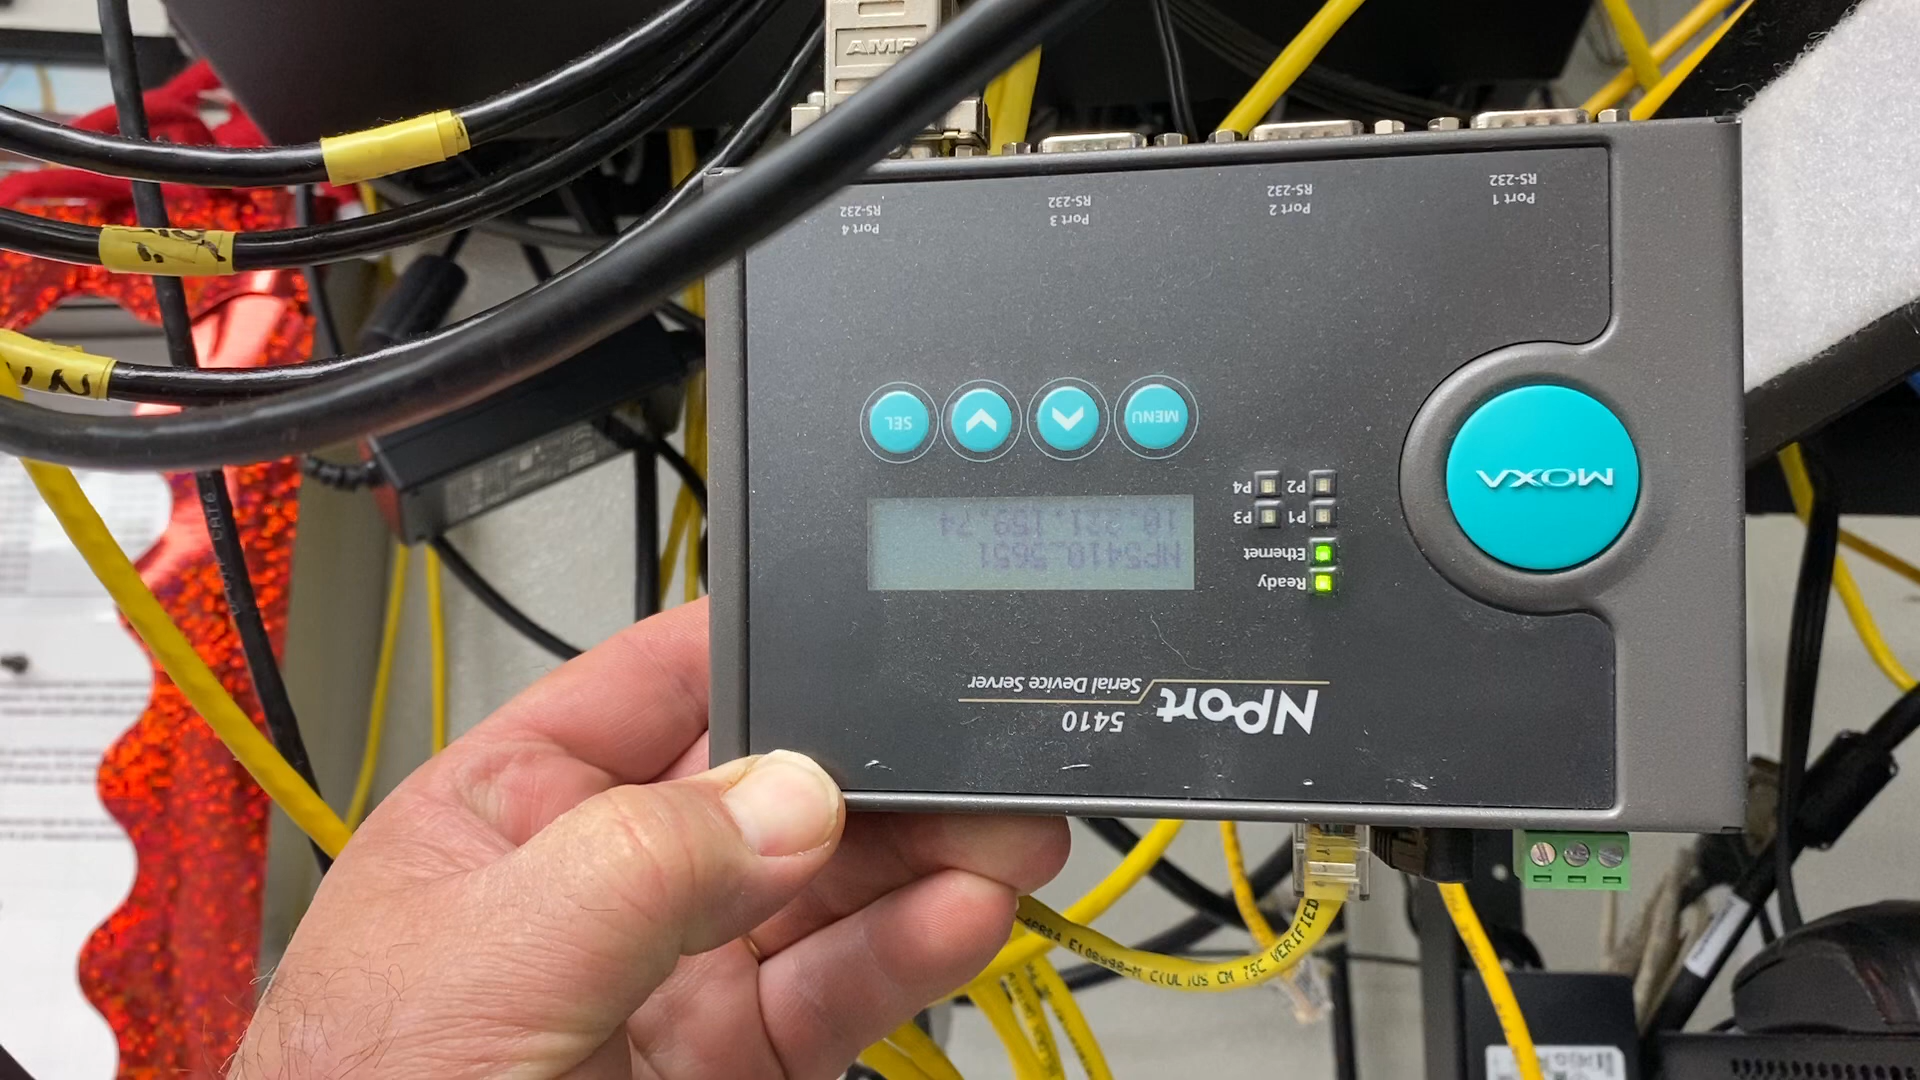 NPort 5410
Serial Device Server
Ready
Ethernet
P1 P3
P2 P4
NP5410_5651
10.221.159.74
MENU
SEL
MOXA
Port 1
RS-232
Port 2
RS-232
Port 3
RS-232
Port 4
RS-232
AMP
VERIFIED